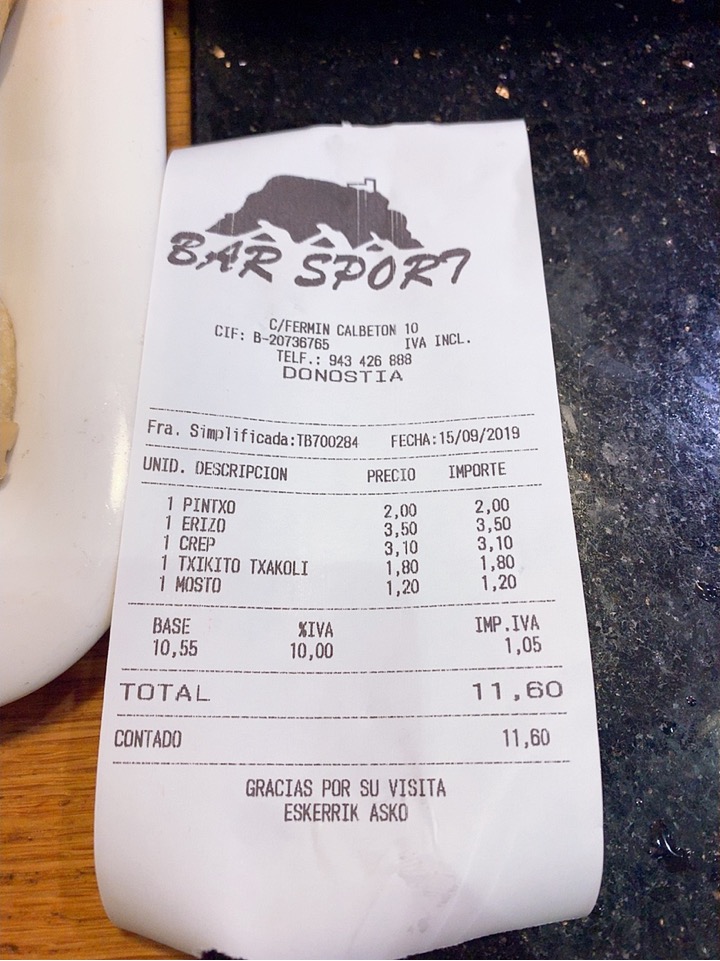 BAR SPORT
C/FERMIN CALBETON 10
CIF: B-20736765 IVA INCL.
TELF.: 943 426 888
DONOSTIA
Fra. Simplificada:TB700284 FECHA:15/09/2019
UNID. DESCRIPCION PRECIO IMPORTE
1 PINTXO 2,00 2,00
1 ERIZO 3,50 3,50
1 CREP 3,10 3,10
1 TXIKITO TXAKOLI 1,80 1,80
1 MOSTO 1,20 1,20
BASE %IVA IMP.IVA
10,55 10,00 1,05
TOTAL 11,60
CONTADO 11,60
GRACIAS POR SU VISITA
ESKERRIK ASKO